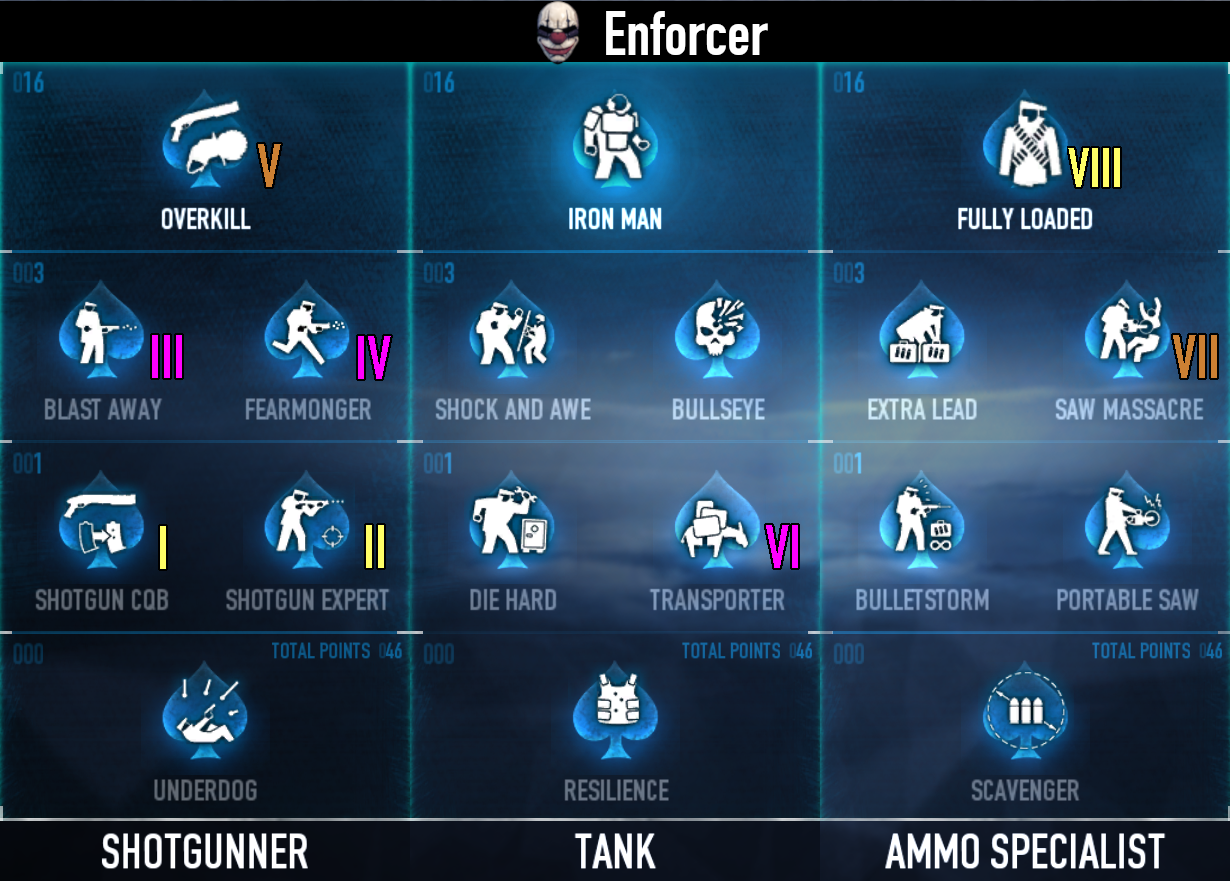 Enforcer
016 016 016
V VIII
OVERKILL IRON MAN FULLY LOADED
003 003 003
III IV VII
BLAST AWAY FEARMONGER SHOCK AND AWE BULLSEYE EXTRA LEAD SAW MASSACRE
001 001 001
I II VI
SHOTGUN CQB SHOTGUN EXPERT DIE HARD TRANSPORTER BULLETSTORM PORTABLE SAW
000 TOTAL POINTS 046 000 TOTAL POINTS 046 000 TOTAL POINTS 046
UNDERDOG RESILIENCE SCAVENGER
SHOTGUNNER TANK AMMO SPECIALIST